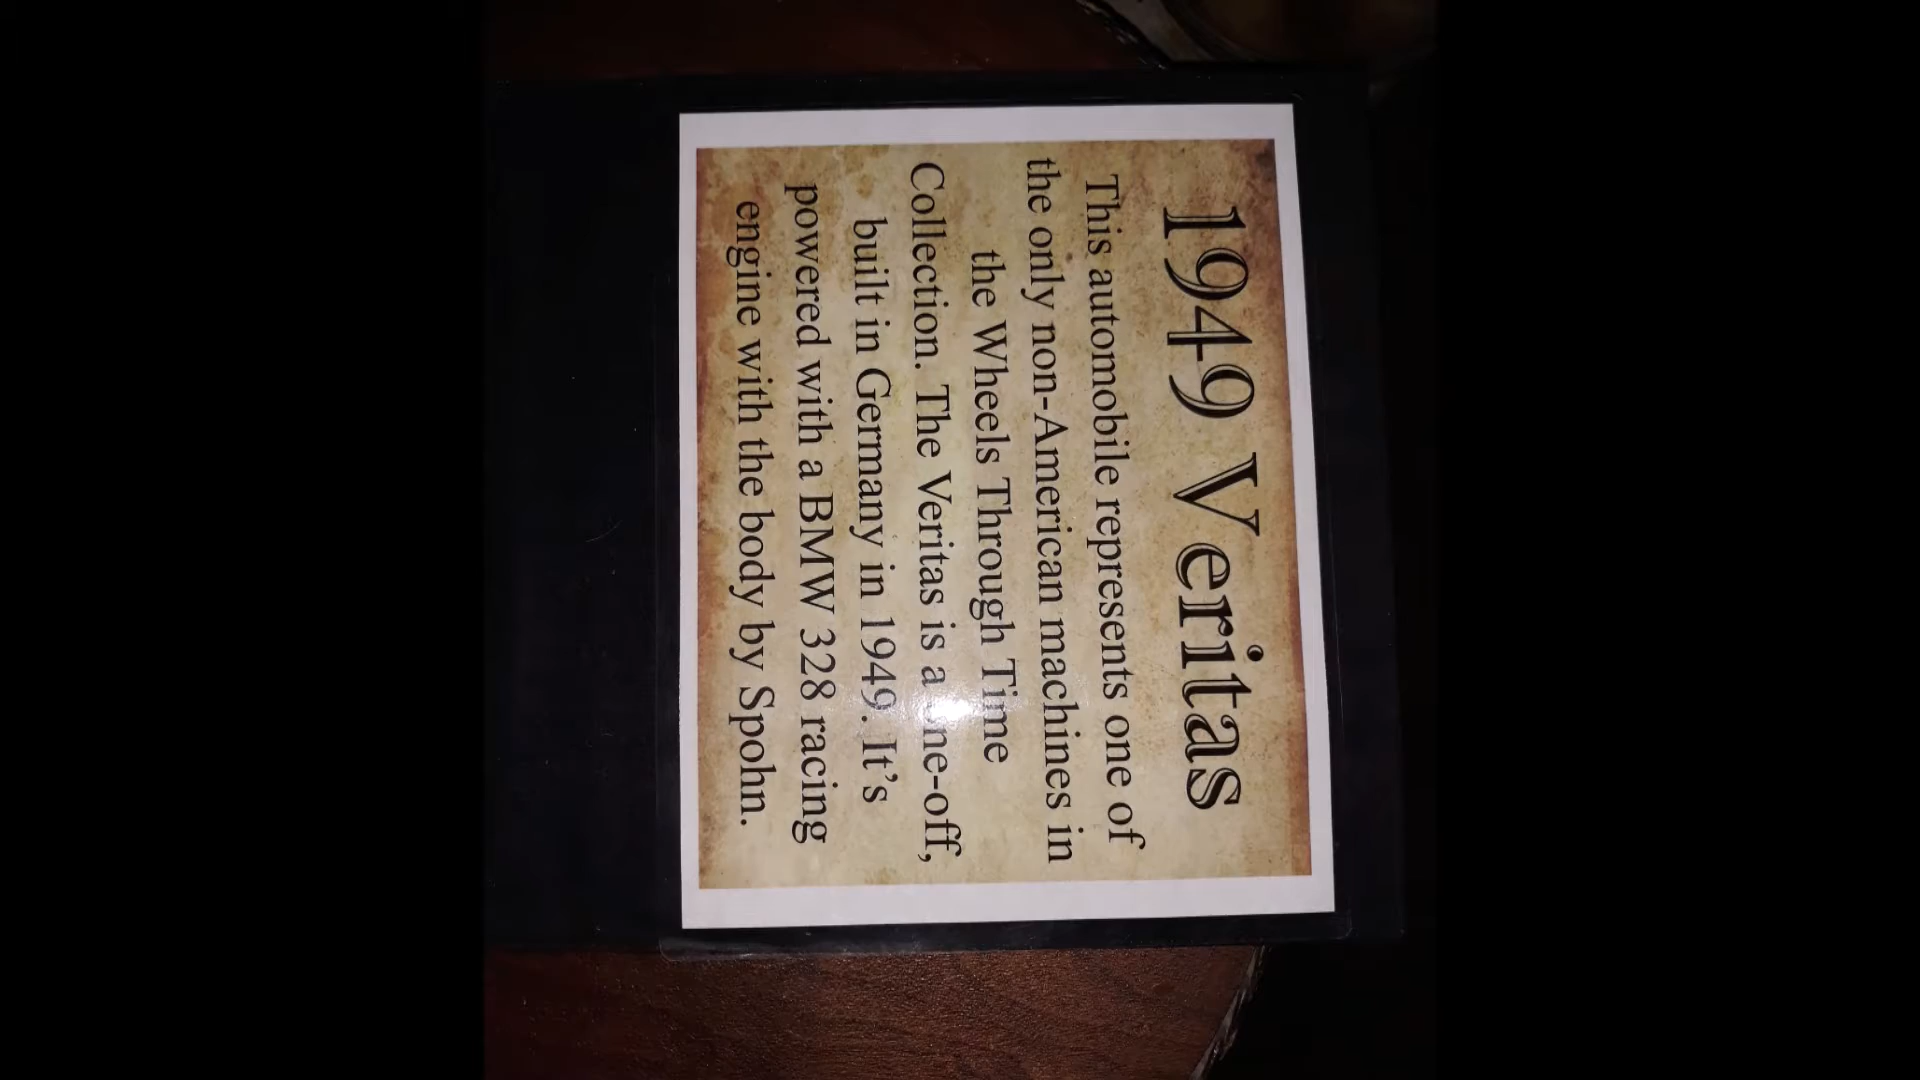 1949 Veritas
This automobile represents one of
the only non-American machines in
the Wheels Through Time
Collection. The Veritas is a one-off,
built in Germany in 1949. It's
powered with a BMW 328 racing
engine with the body by Spohn.